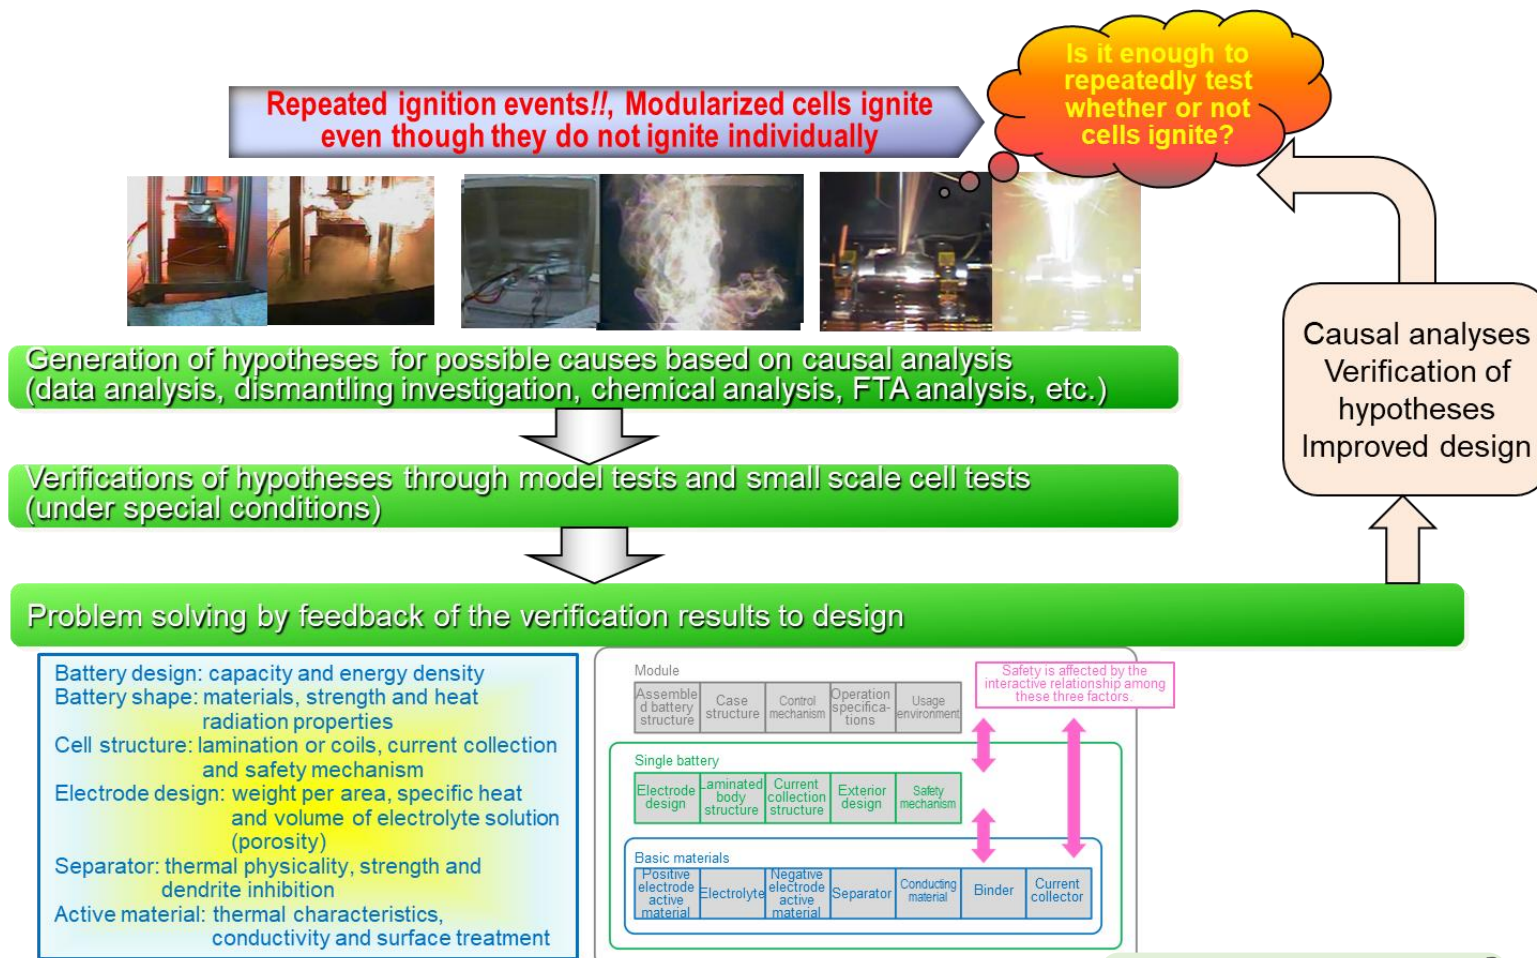 Repeated ignition events!!, Modularized cells ignite
even though they do not ignite individually
Is it enough to
repeatedly test
whether or not
cells ignite?
Generation of hypotheses for possible causes based on causal analysis
(data analysis, dismantling investigation, chemical analysis, FTA analysis, etc.)
Verifications of hypotheses through model tests and small scale cell tests
(under special conditions)
Problem solving by feedback of the verification results to design
Causal analyses
Verification of
hypotheses
Improved design
Battery design: capacity and energy density
Battery shape: materials, strength and heat
radiation properties
Cell structure: lamination or coils, current collection
and safety mechanism
Electrode design: weight per area, specific heat
and volume of electrolyte solution
(porosity)
Separator: thermal physicality, strength and
dendrite inhibition
Active material: thermal characteristics,
conductivity and surface treatment
Module
Assemble
d battery
structure
Case
structure
Control
mechanism
Operation
specifica-
tions
Usage
environment
Safety is affected by the
interactive relationship among
these three factors.
Single battery
Electrode
design
Laminated
body
structure
Current
collection
structure
Exterior
design
Safety
mechanism
Basic materials
Positive
electrode
active
material
Electrolyte
Negative
electrode
active
material
Separator
Conducting
material
Binder
Current
collector